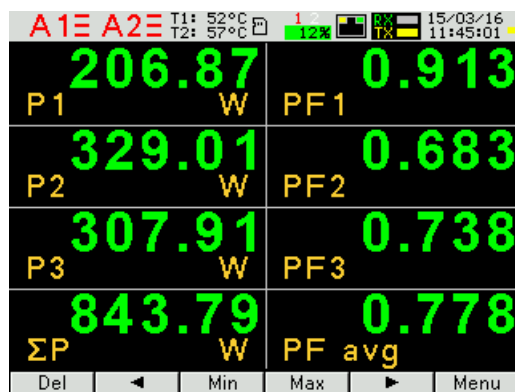 A1 A2 T1: 52°C 1 2 RX 15/03/16
T2: 57°C 12% TX 11:45:01
206.87 0.913
P1 W PF1
329.01 0.683
P2 W PF2
307.91 0.738
P3 W PF3
843.79 0.778
ΣP W PF avg
Del ◄ Min Max ► Menu